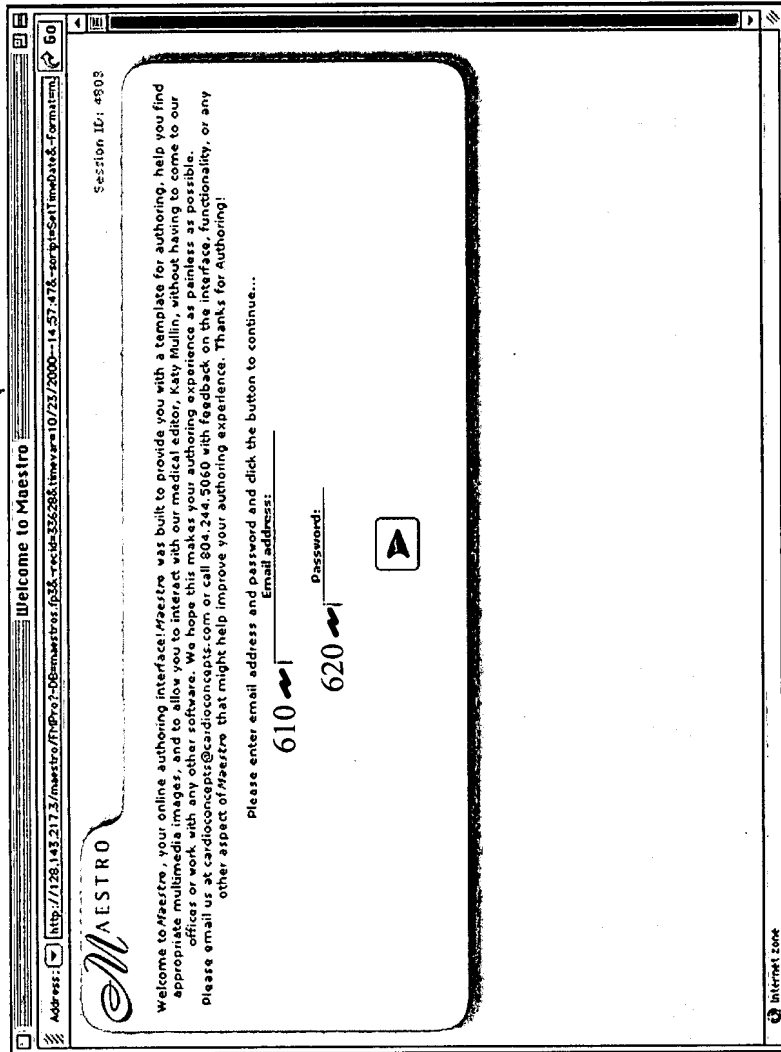 Welcome to Maestro
Address: http://128.143.217.3/maestro/FMPro?-DB=maestros.fp3&-recid=33628&timevar=10/23/2000--14:57:47&-script=SetTimeDate&-format=m. Go
Session ID: 4803
MAESTRO
Welcome to Maestro, your online authoring interface! Maestro was built to provide you with a template for authoring, help you find
appropriate multimedia images, and to allow you to interact with our medical editor, Katy Mullin, without having to come to our
offices or work with any other software. We hope this makes your authoring experience as painless as possible.
Please email us at cardioconcepts@cardioconcepts.com or call 804.244.5060 with feedback on the interface, functionality, or any
other aspect of Maestro that might help improve your authoring experience. Thanks for Authoring!
Please enter email address and password and click the button to continue...
Email address:
610
Password:
620
Internet zone